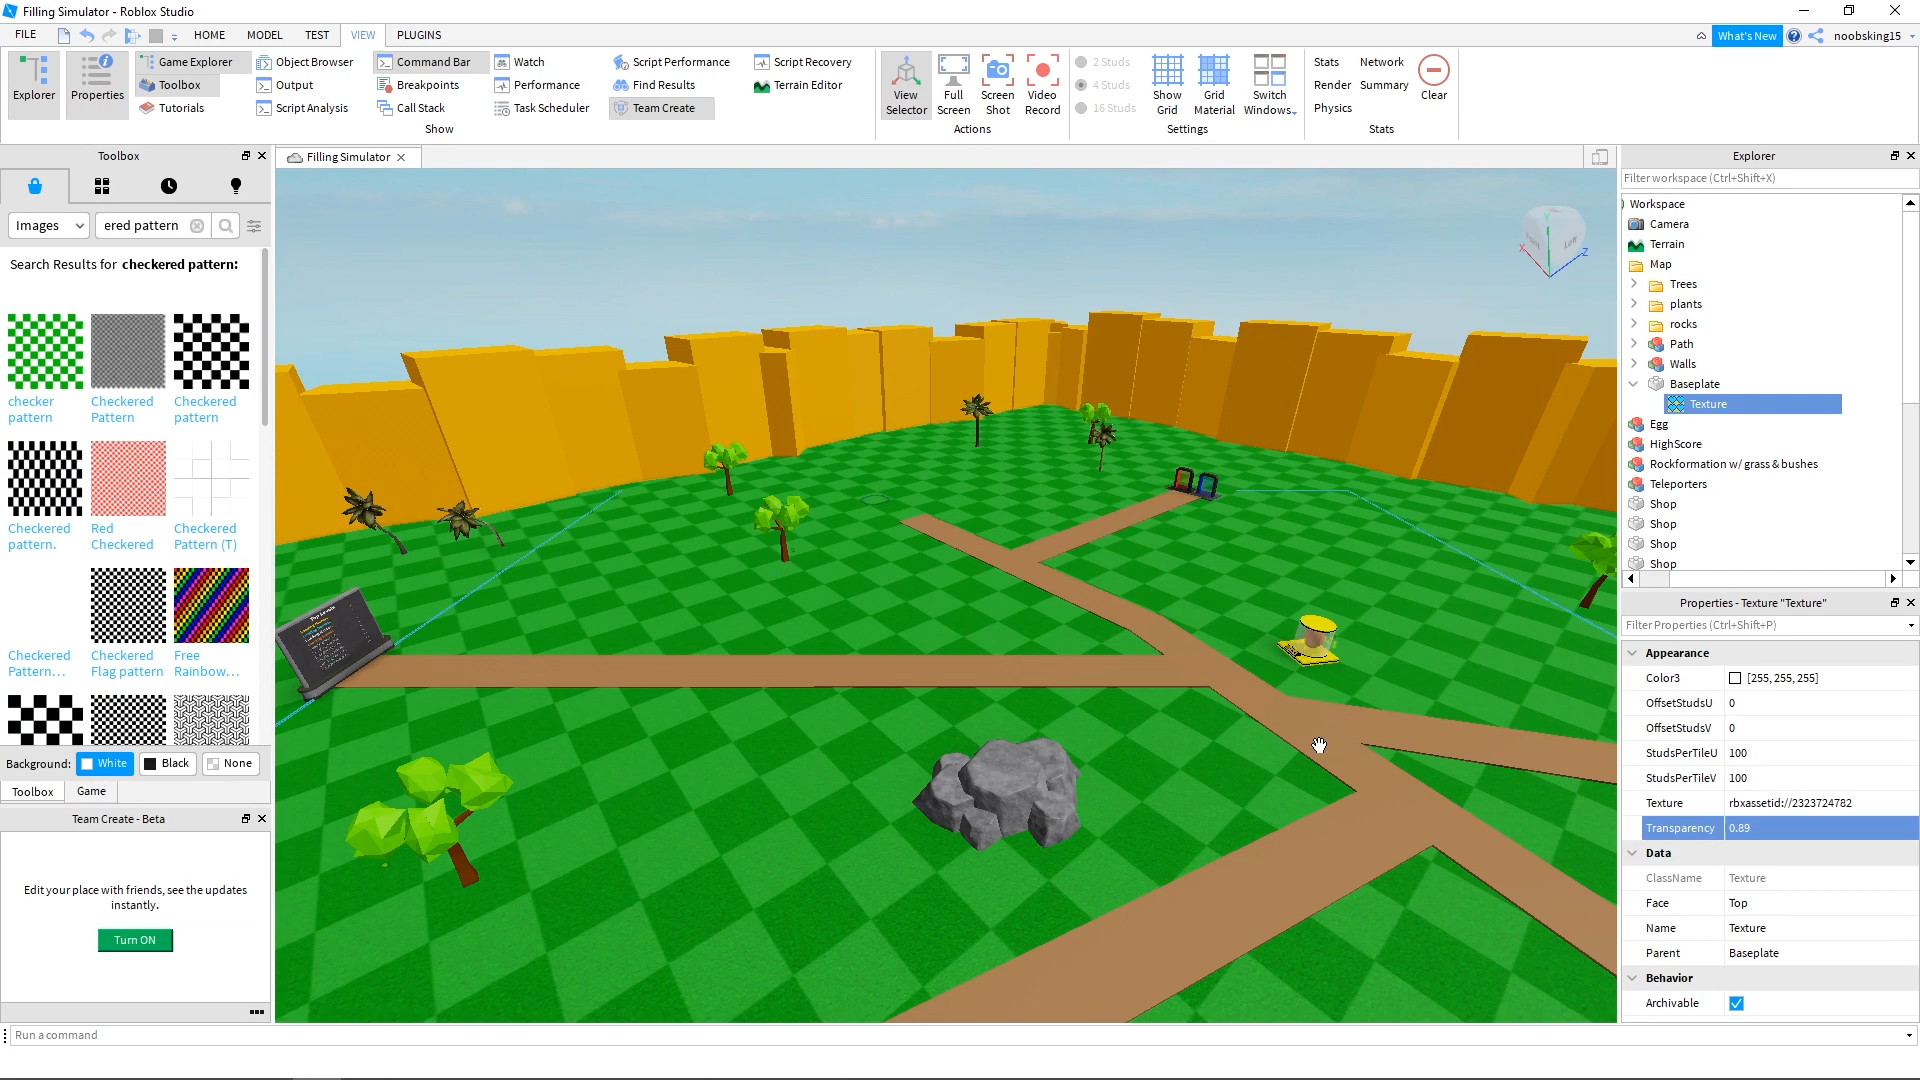 Filling Simulator - Roblox Studio
FILE
HOME
MODEL
TEST
VIEW
PLUGINS
What's New
noobsking15
Explorer
Properties
Game Explorer
Toolbox
Tutorials
Object Browser
Output
Script Analysis
Command Bar
Breakpoints
Call Stack
Watch
Performance
Task Scheduler
Script Performance
Find Results
Team Create
Script Recovery
Terrain Editor
Show
View Selector
Full Screen
Screen Shot
Video Record
Actions
2 Studs
4 Studs
16 Studs
Show Grid
Grid Material
Switch Windows
Settings
Stats
Network
Render
Summary
Physics
Clear
Stats
Toolbox
Images
ered pattern
Search Results for checkered pattern:
checker pattern
Checkered Pattern
Checkered pattern
Checkered pattern.
Red Checkered
Checkered Pattern (T)
Checkered Pattern...
Checkered Flag pattern
Free Rainbow...
Background:
White
Black
None
Toolbox
Game
Team Create - Beta
Edit your place with friends, see the updates
instantly.
Turn ON
Run a command
Filling Simulator
Explorer
Filter workspace (Ctrl+Shift+X)
Workspace
Camera
Terrain
Map
Trees
plants
rocks
Path
Walls
Baseplate
Texture
Egg
HighScore
Rockformation w/ grass & bushes
Teleporters
Shop
Shop
Shop
Shop
Properties - Texture "Texture"
Filter Properties (Ctrl+Shift+P)
Appearance
Color3 [255, 255, 255]
OffsetStudsU 0
OffsetStudsV 0
StudsPerTileU 100
StudsPerTileV 100
Texture rbxassetid://2323724782
Transparency 0.89
Data
ClassName Texture
Face Top
Name Texture
Parent Baseplate
Behavior
Archivable